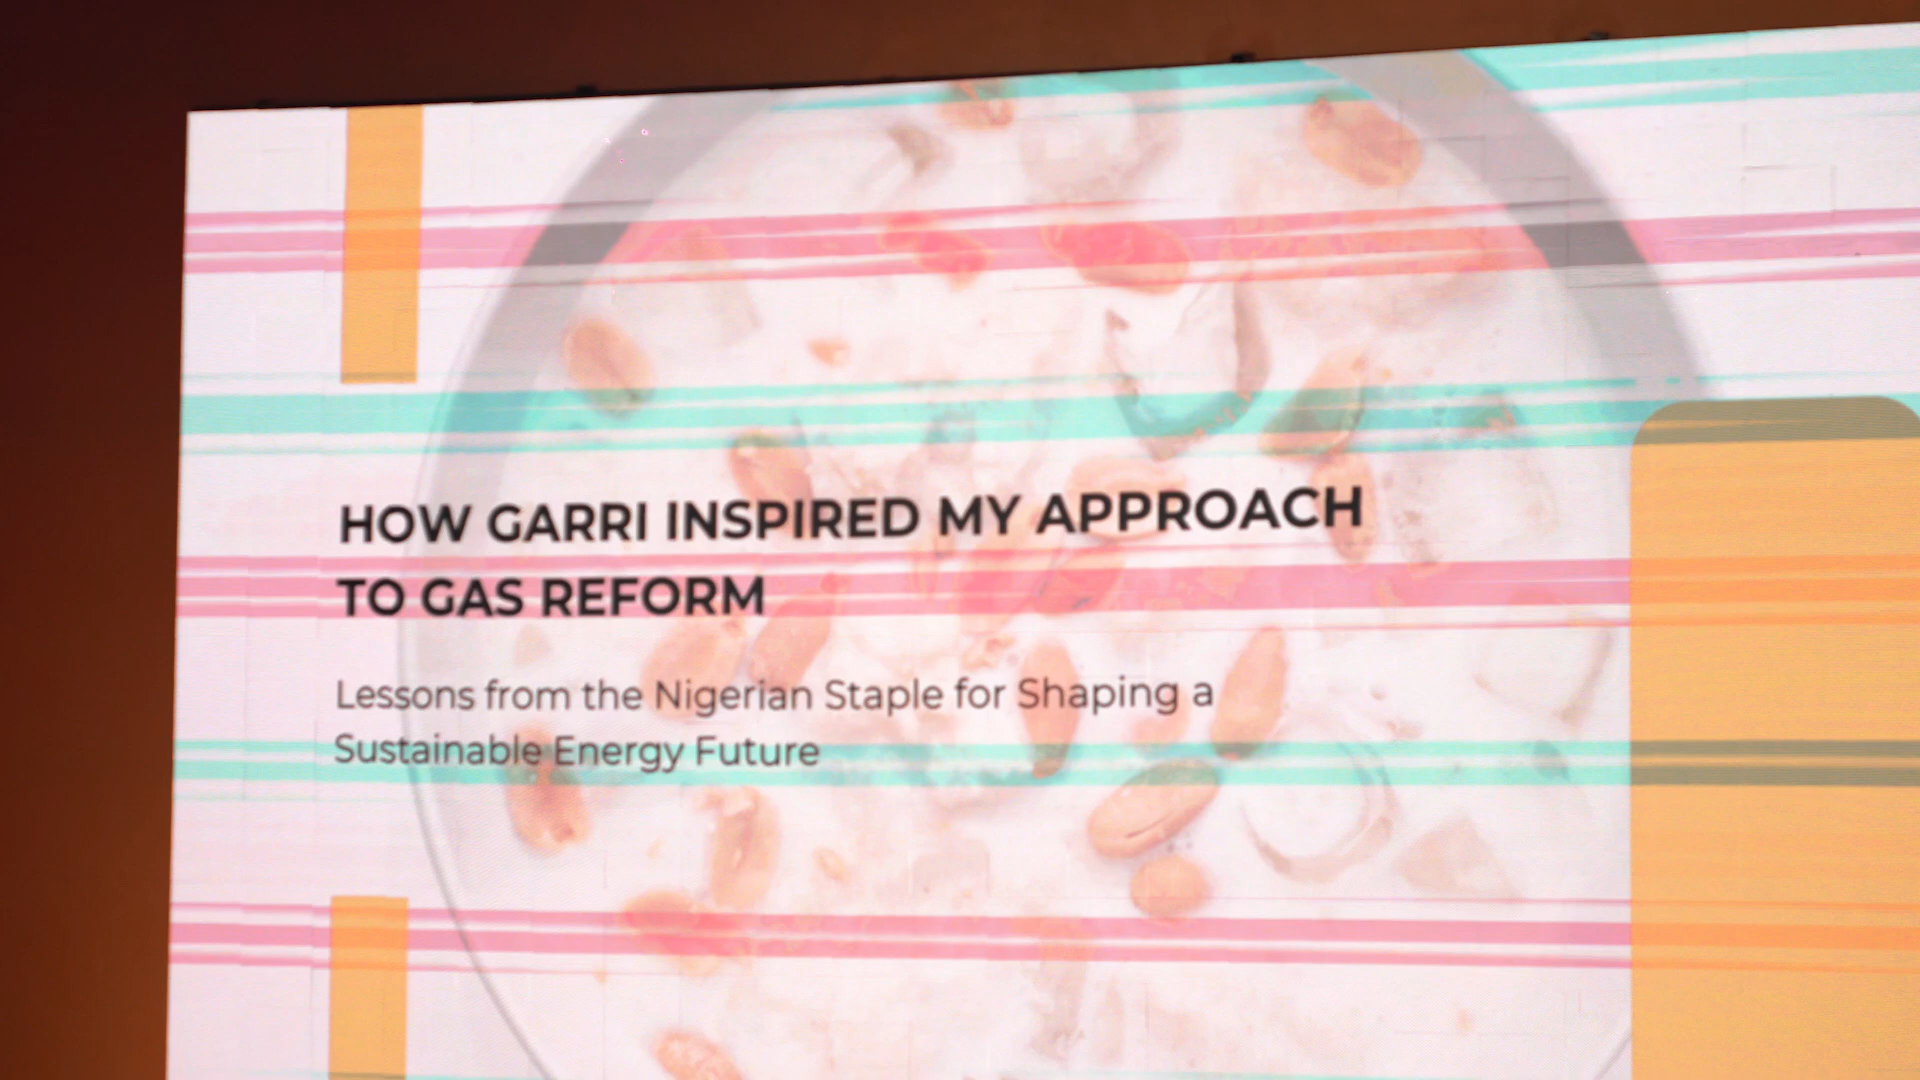 HOW GARRI INSPIRED MY APPROACH
TO GAS REFORM
Lessons from the Nigerian Staple for Shaping a
Sustainable Energy Future